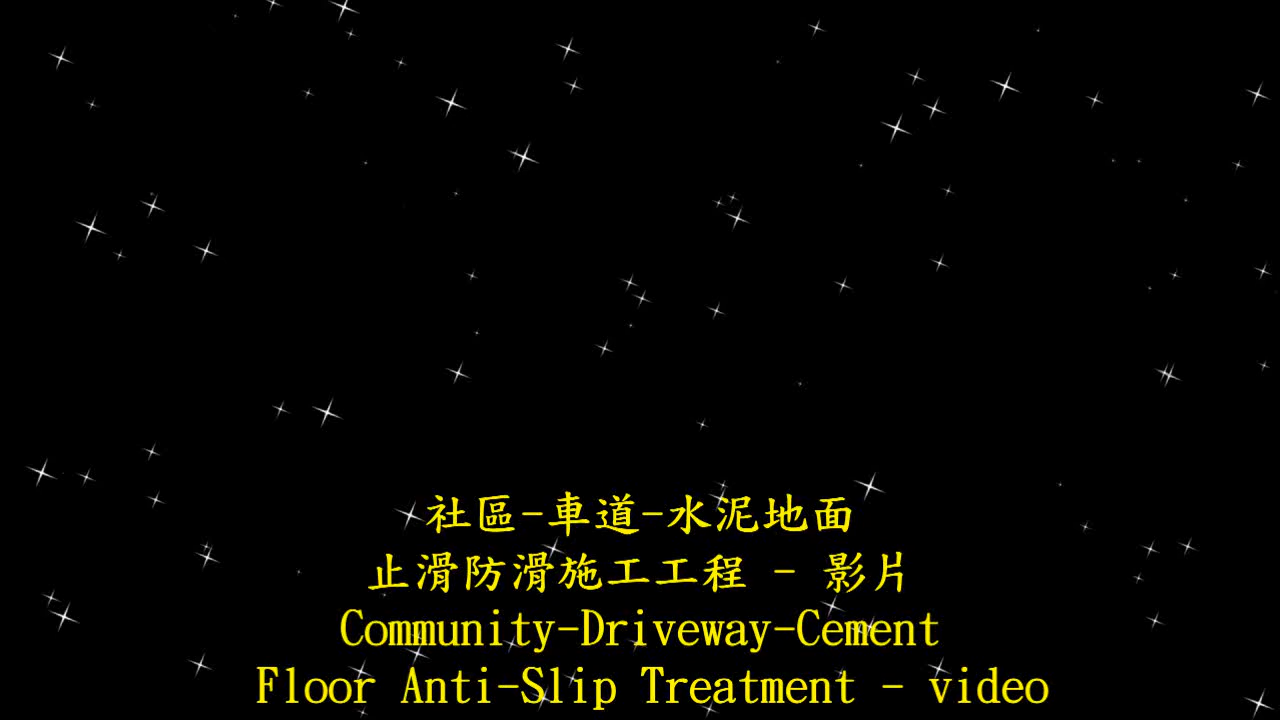 社區-車道-水泥地面
止滑防滑施工工程 - 影片
Community-Driveway-Cement
Floor Anti-Slip Treatment - video